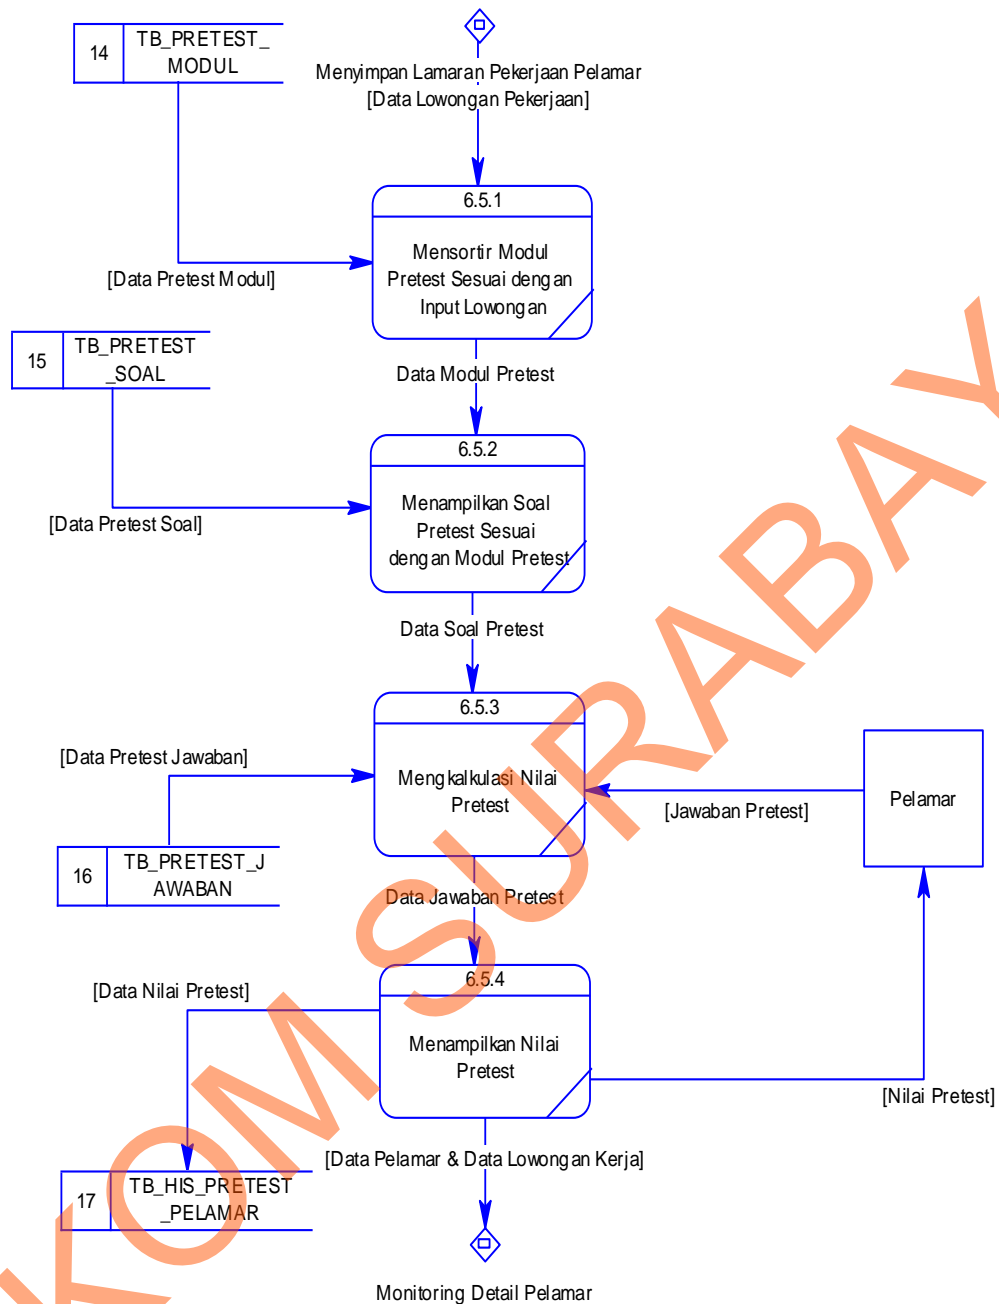 14
TB_PRETEST_
MODUL
Menyimpan Lamaran Pekerjaan Pelamar
[Data Lowongan Pekerjaan]
6.5.1
Mensortir Modul
Pretest Sesuai dengan
Input Lowongan
[Data Pretest Modul]
15
TB_PRETEST
_SOAL
Data Modul Pretest
6.5.2
Menampilkan Soal
Pretest Sesuai
dengan Modul Pretest
[Data Pretest Soal]
Data Soal Pretest
6.5.3
Mengkalkulasi Nilai
Pretest
[Data Pretest Jawaban]
Pelamar
[Jawaban Pretest]
16
TB_PRETEST_J
AWABAN
Data Jawaban Pretest
6.5.4
Menampilkan Nilai
Pretest
[Data Nilai Pretest]
[Nilai Pretest]
[Data Pelamar & Data Lowongan Kerja]
17
TB_HIS_PRETEST
_PELAMAR
Monitoring Detail Pelamar
KOM SURABAY